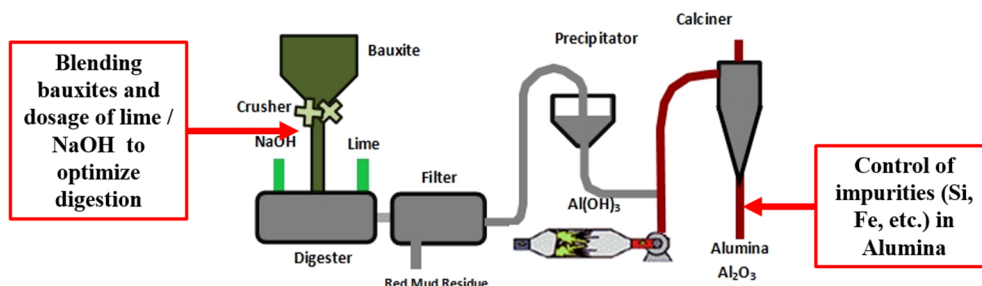 Blending
bauxites and
dosage of lime /
NaOH to
optimize
digestion
Bauxite
Crusher
NaOH
Lime
Digester
Filter
Red Mud Residue
Precipitator
Al(OH)₃
Calciner
Alumina
Al₂O₃
Control of
impurities (Si,
Fe, etc.) in
Alumina